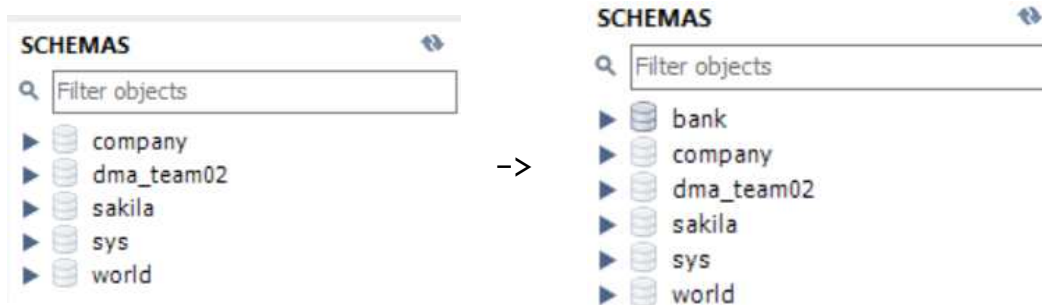 SCHEMAS
Filter objects
company
dma_team02
sakila
sys
world
->
SCHEMAS
Filter objects
bank
company
dma_team02
sakila
sys
world